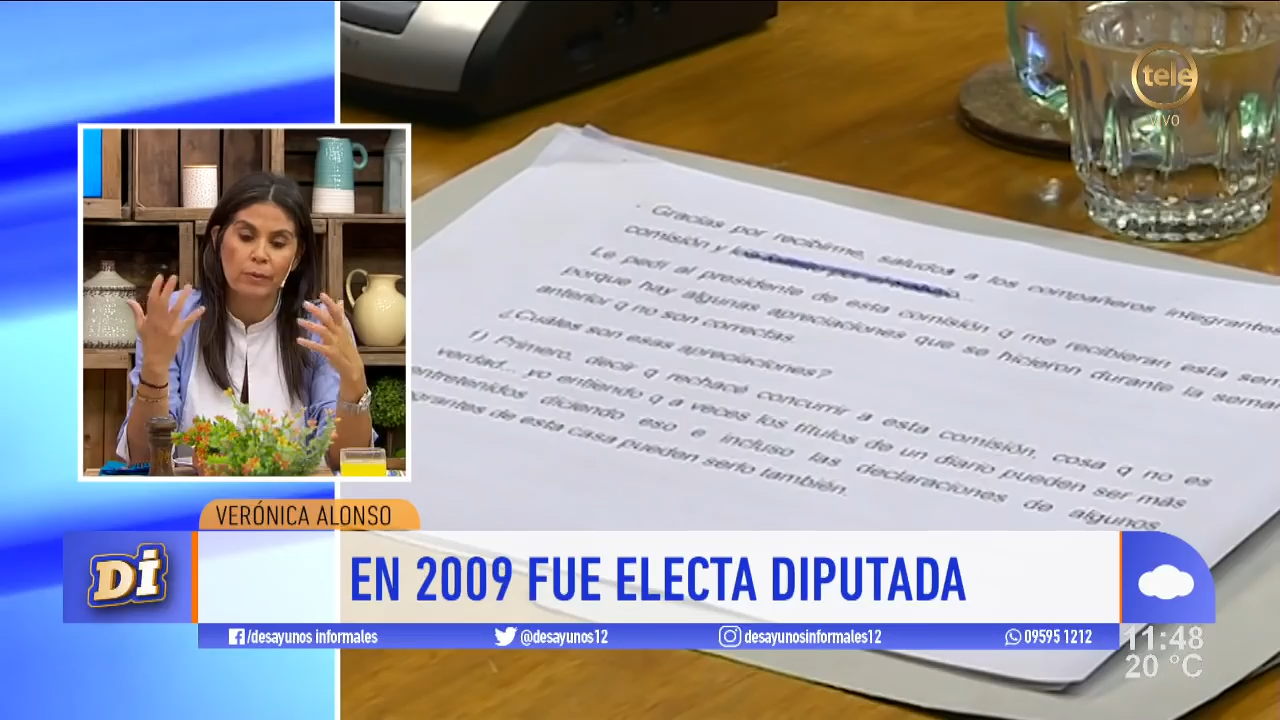 tele
VIVO
Gracias por recibirme, saludos a los compañeros integrantes
comisión y
Le pedí al presidente de esta comisión q me recibieran esta sem
porque hay algunas apreciaciones que se hicieron durante la sema
anterior q no son correctas.
¿Cuáles son esas apreciaciones?
f) Primero, decir q rechacé concurrir a esta comisión, cosa q no es
verdad... yo entiendo q a veces los títulos de un diario pueden ser más
entretenidos diciendo eso e incluso las declaraciones de algunos
grantes de esta casa pueden serlo también.
VERÓNICA ALONSO
Di
EN 2009 FUE ELECTA DIPUTADA
/desayunos informales @desayunos12 desayunosinformales12 09595 1212
11:48
20 °C